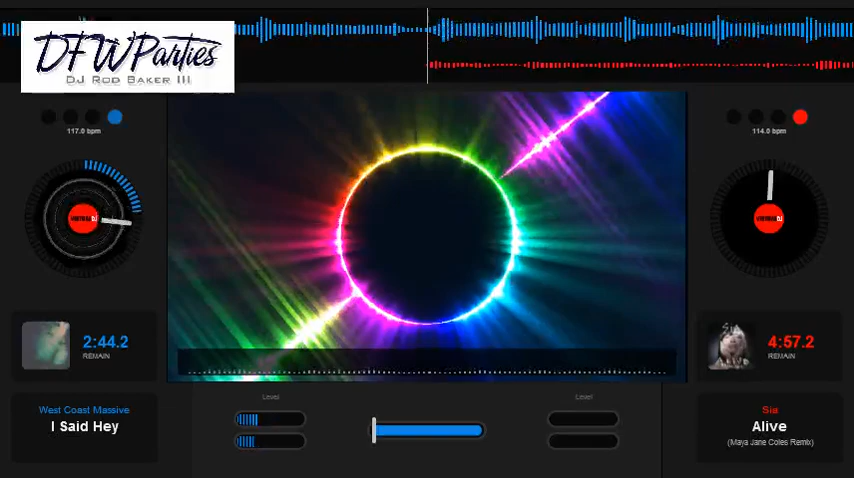 DFWParties
DJ Rod Baker III
117.0 bpm
114.0 bpm
2:44.2
REMAIN
4:57.2
REMAIN
Level
Level
West Coast Massive
I Said Hey
Sia
Alive
(Maya Jane Coles Remix)